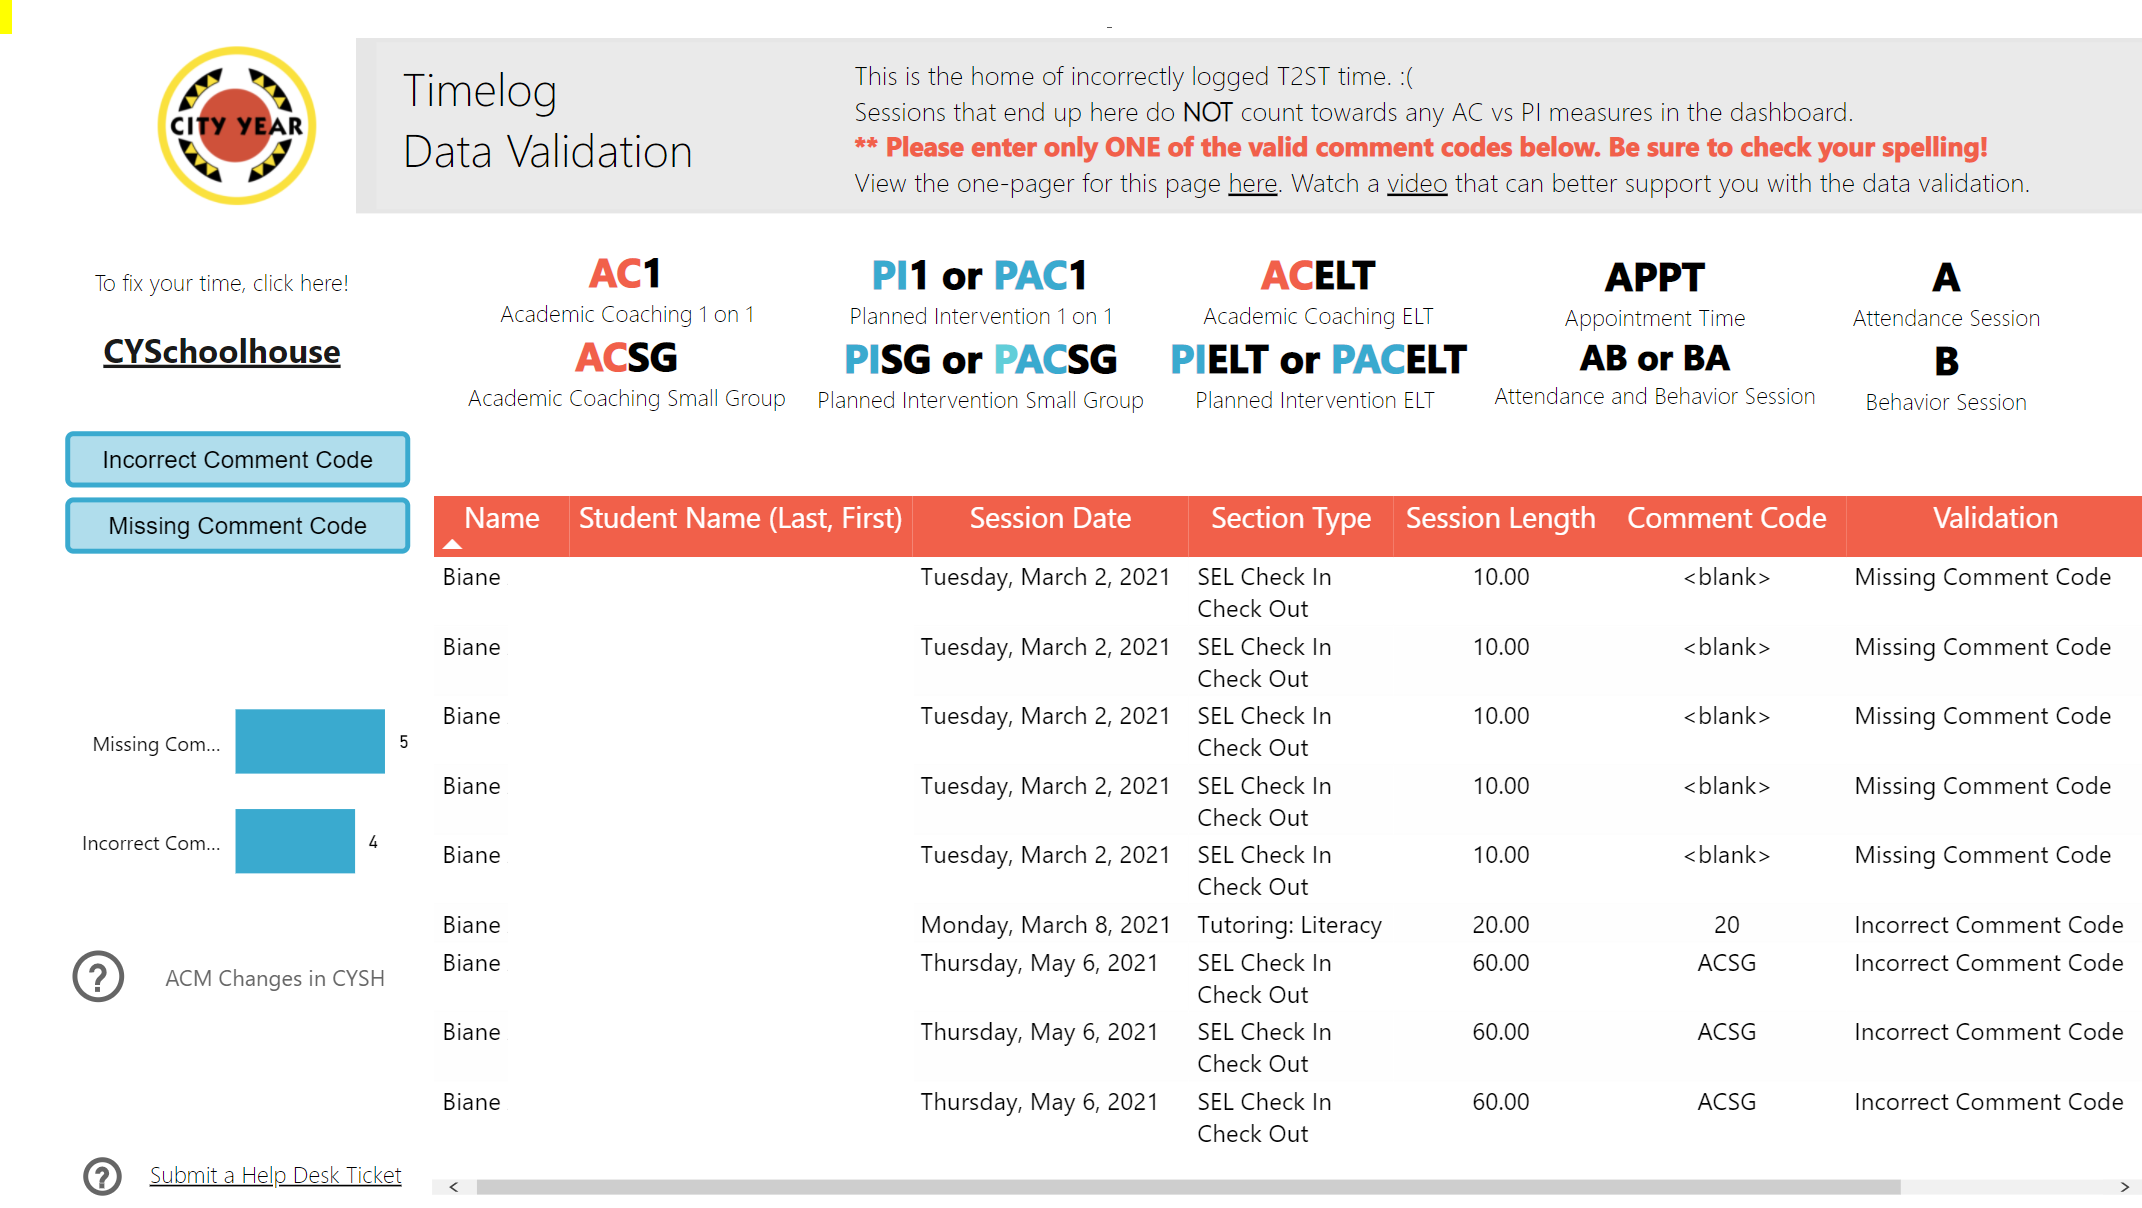 CITY YEAR
Timelog
Data Validation
This is the home of incorrectly logged T2ST time. :(
Sessions that end up here do NOT count towards any AC vs PI measures in the dashboard.
** Please enter only ONE of the valid comment codes below. Be sure to check your spelling!
View the one-pager for this page here. Watch a video that can better support you with the data validation.
To fix your time, click here!
CYSchoolhouse
AC1
Academic Coaching 1 on 1
ACSG
Academic Coaching Small Group
PI1 or PAC1
Planned Intervention 1 on 1
PISG or PACSG
Planned Intervention Small Group
ACELT
Academic Coaching ELT
PIELT or PACELT
Planned Intervention ELT
APPT
Appointment Time
AB or BA
Attendance and Behavior Session
A
Attendance Session
B
Behavior Session
Incorrect Comment Code
Missing Comment Code
Missing Com... 5
Incorrect Com... 4
ACM Changes in CYSH
Submit a Help Desk Ticket
Name Student Name (Last, First) Session Date Section Type Session Length Comment Code Validation
Biane Tuesday, March 2, 2021 SEL Check In 10.00 <blank> Missing Comment Code
Check Out
Biane Tuesday, March 2, 2021 SEL Check In 10.00 <blank> Missing Comment Code
Check Out
Biane Tuesday, March 2, 2021 SEL Check In 10.00 <blank> Missing Comment Code
Check Out
Biane Tuesday, March 2, 2021 SEL Check In 10.00 <blank> Missing Comment Code
Check Out
Biane Tuesday, March 2, 2021 SEL Check In 10.00 <blank> Missing Comment Code
Check Out
Biane Monday, March 8, 2021 Tutoring: Literacy 20.00 20 Incorrect Comment Code
Biane Thursday, May 6, 2021 SEL Check In 60.00 ACSG Incorrect Comment Code
Check Out
Biane Thursday, May 6, 2021 SEL Check In 60.00 ACSG Incorrect Comment Code
Check Out
Biane Thursday, May 6, 2021 SEL Check In 60.00 ACSG Incorrect Comment Code
Check Out